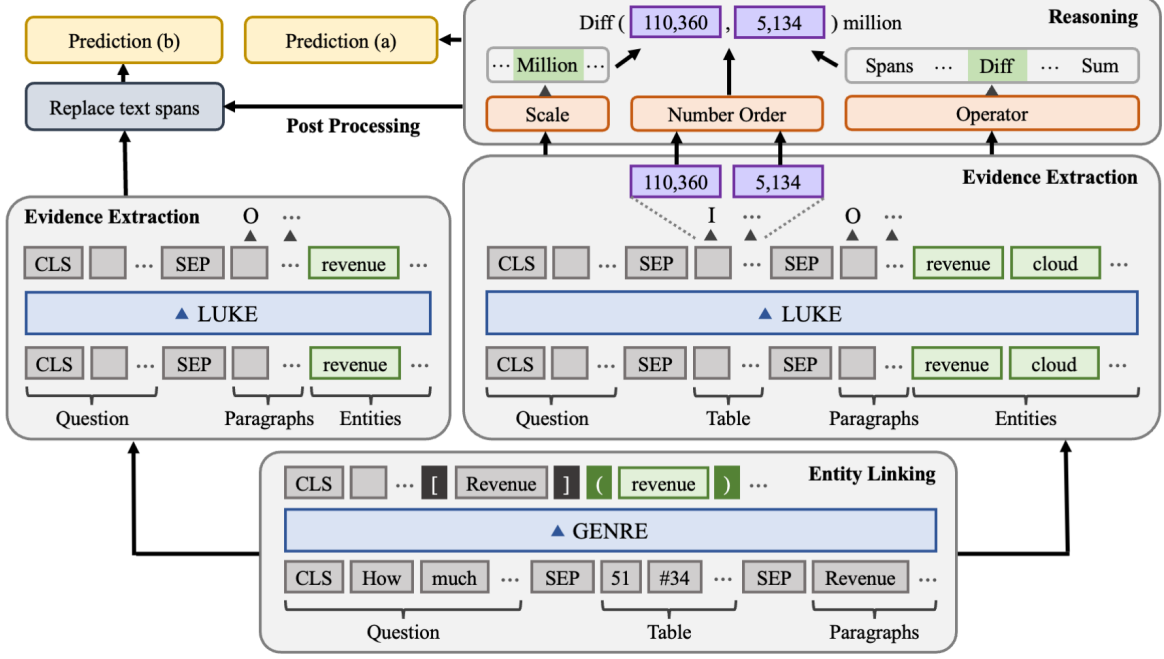 Prediction (b)
Prediction (a)
Replace text spans
Post Processing
Reasoning
Diff ( 110,360 , 5,134 ) million
... Million ...
Spans ... Diff ... Sum
Scale
Number Order
Operator
Evidence Extraction
O ...
CLS ... SEP ... revenue ...
LUKE
CLS ... SEP ... revenue ...
Question
Paragraphs
Entities
Evidence Extraction
110,360 5,134
I ... O ...
CLS ... SEP ... SEP ... revenue cloud ...
LUKE
CLS ... SEP ... SEP ... revenue cloud ...
Question
Table
Paragraphs
Entities
Entity Linking
CLS ... [ Revenue ] ( revenue ) ...
GENRE
CLS How much ... SEP 51 #34 ... SEP Revenue ...
Question
Table
Paragraphs